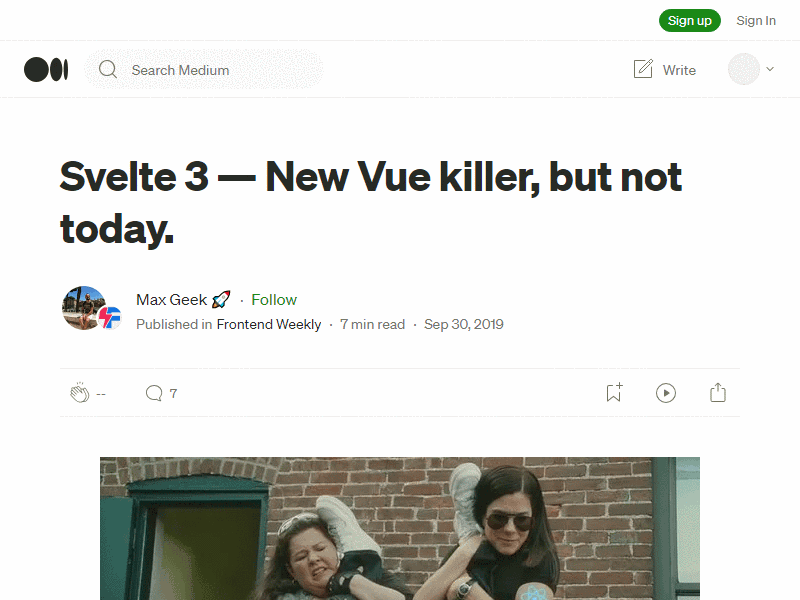 Sign up Sign In
Search Medium Write
Svelte 3 — New Vue killer, but not
today.
Max Geek 🚀 · Follow
Published in Frontend Weekly · 7 min read · Sep 30, 2019
-- 7